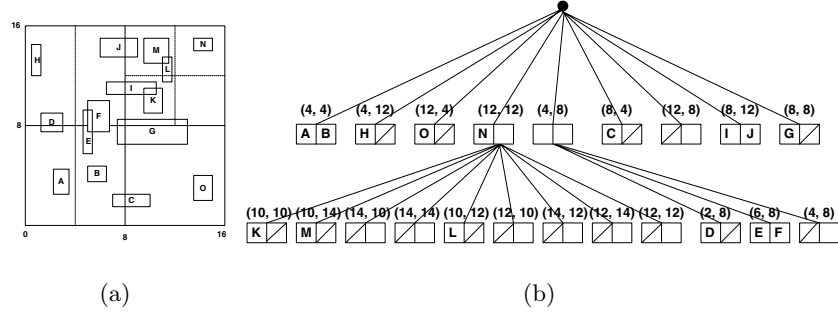 16
J
M
N
H
L
I
K
D
F
8
G
E
A
B
C
O
0
8
16
(a)
(4, 4) (4, 12) (12, 4) (12, 12) (4, 8) (8, 4) (12, 8) (8, 12) (8, 8)
A B H O N C I J G
(10, 10) (10, 14) (14, 10) (14, 14) (10, 12) (12, 10) (14, 12) (12, 14) (12, 12) (2, 8) (6, 8) (4, 8)
K M L D E F
(b)